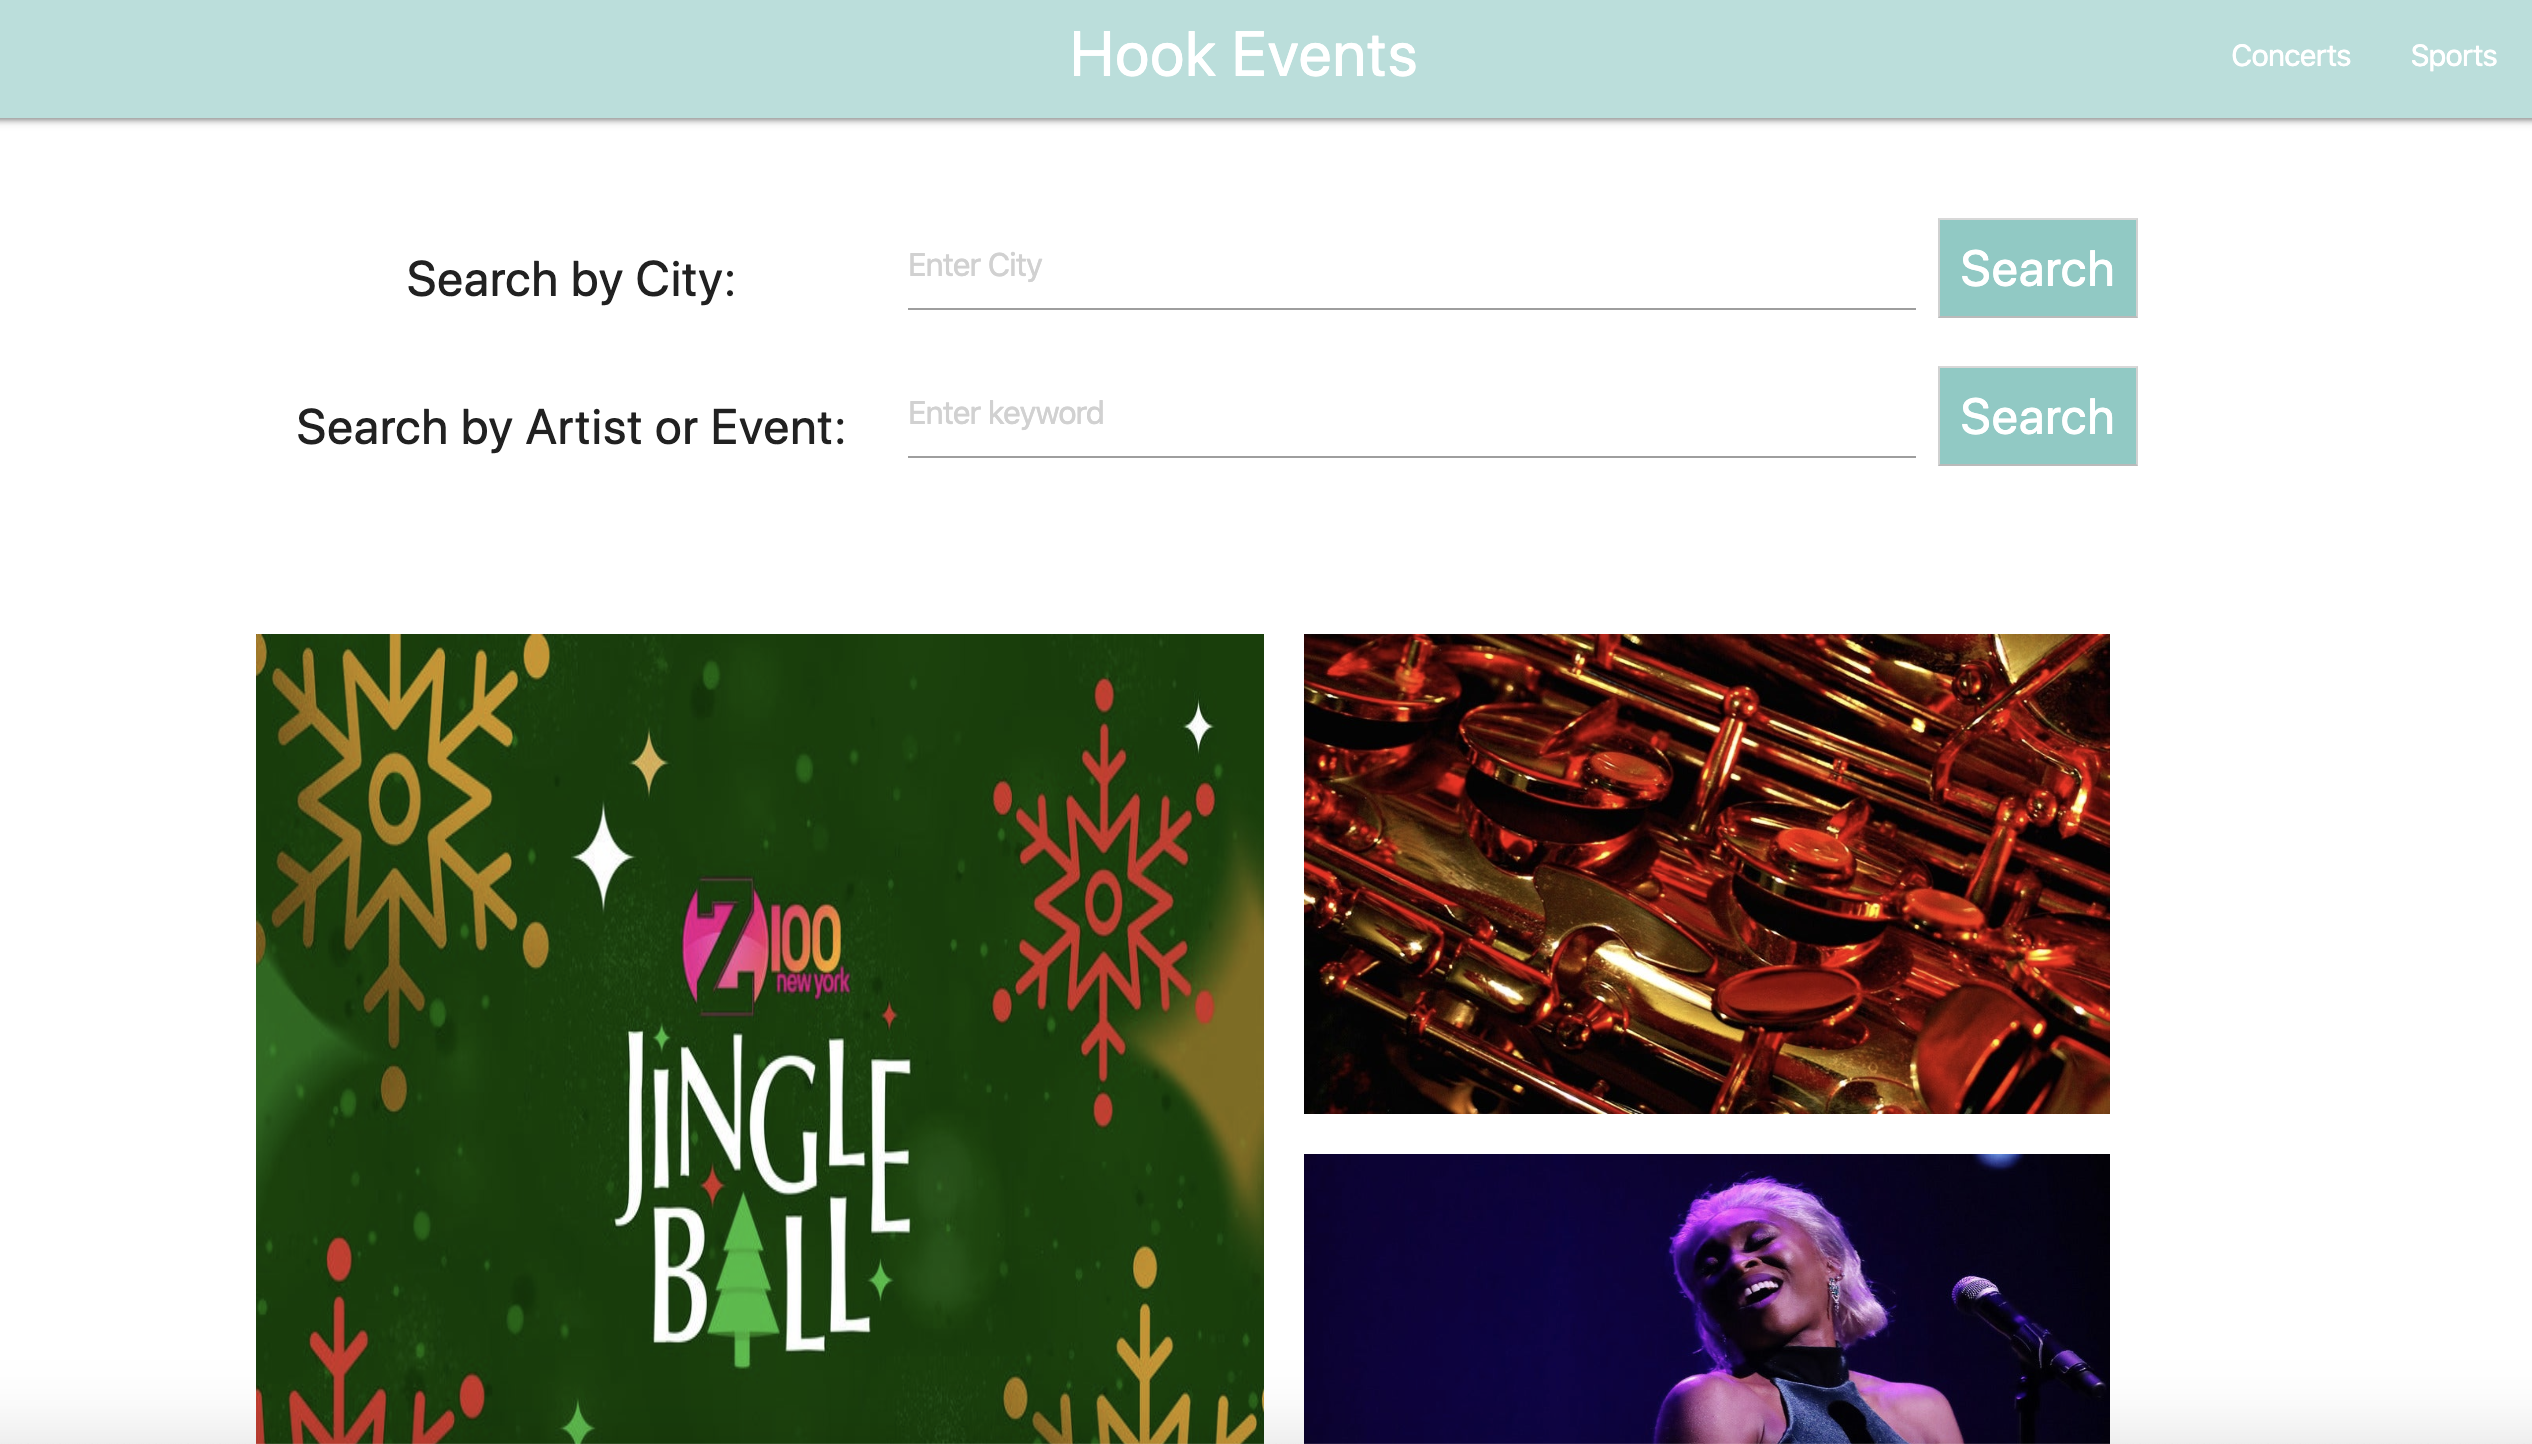 Hook Events
Concerts
Sports
Search by City:
Enter City
Search
Search by Artist or Event:
Enter keyword
Search
Z100
new york
JiNGLE
BALL